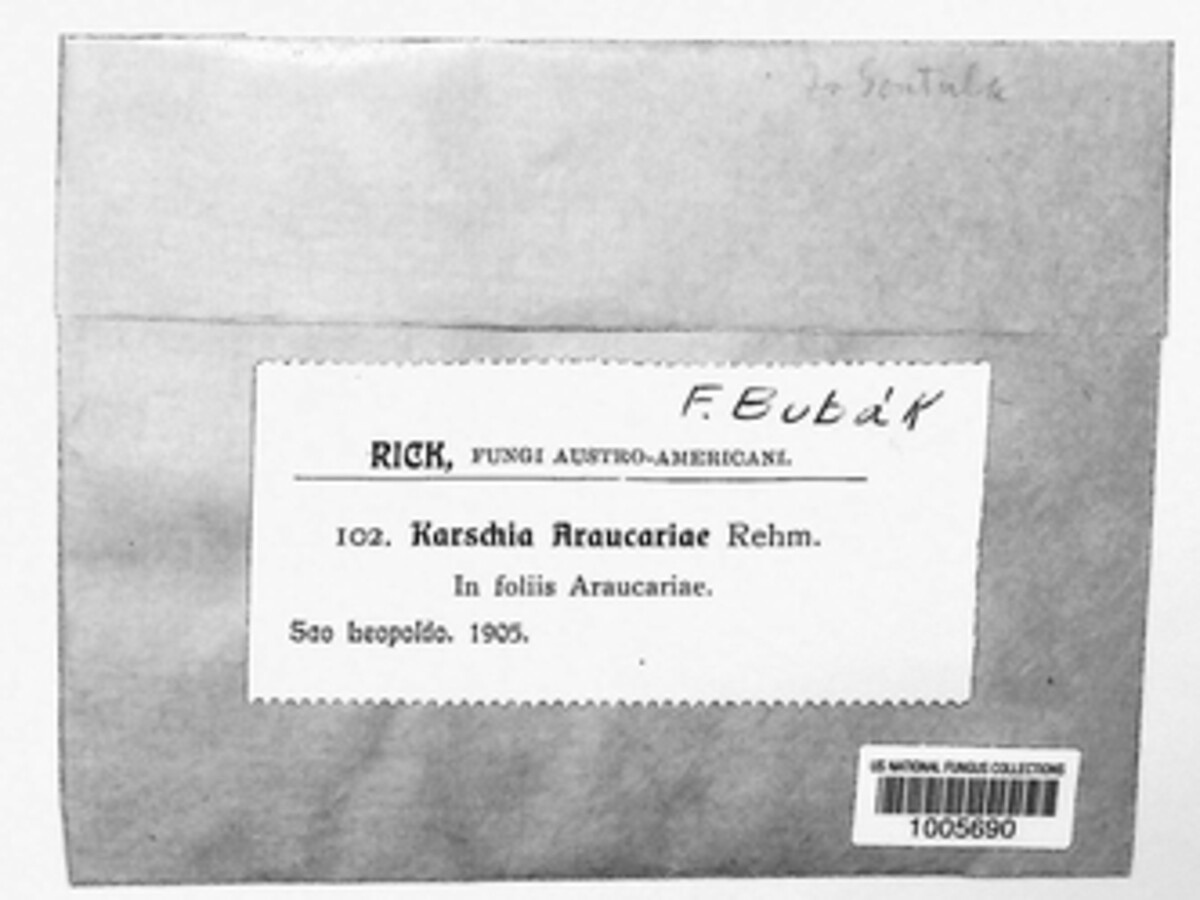 F. Bubák
RICK, FUNGI AUSTRO-AMERICANI.
102. Karschia Araucariae Rehm.
In foliis Araucariae.
Sao Leopoldo. 1905.
US NATIONAL FUNGUS COLLECTIONS
1005690